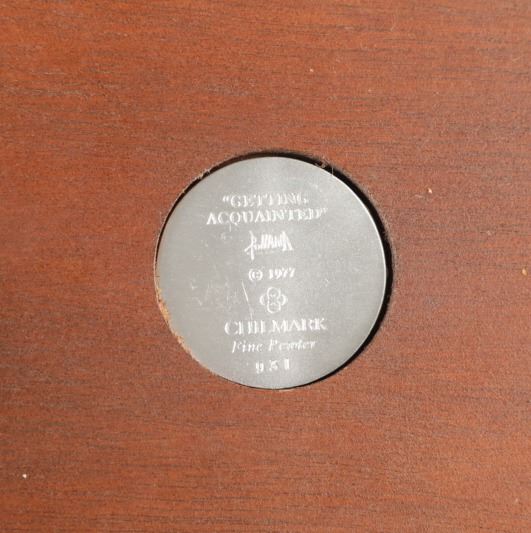 "GETTING
ACQUAINTED"
© 1977
CHILMARK
Fine Pewter
931